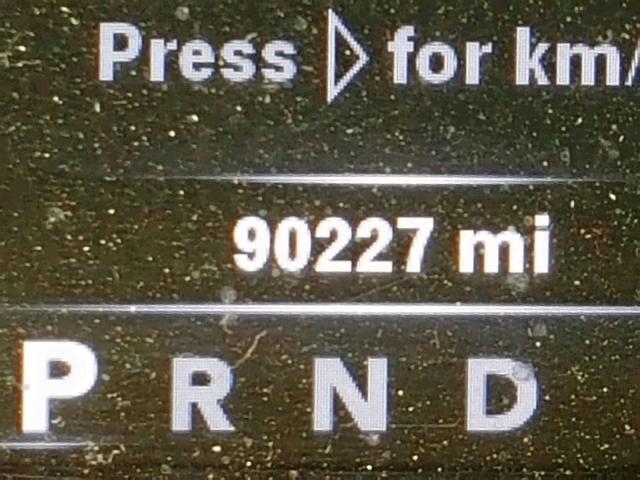 Press ▷ for km/
90227 mi
P R N D